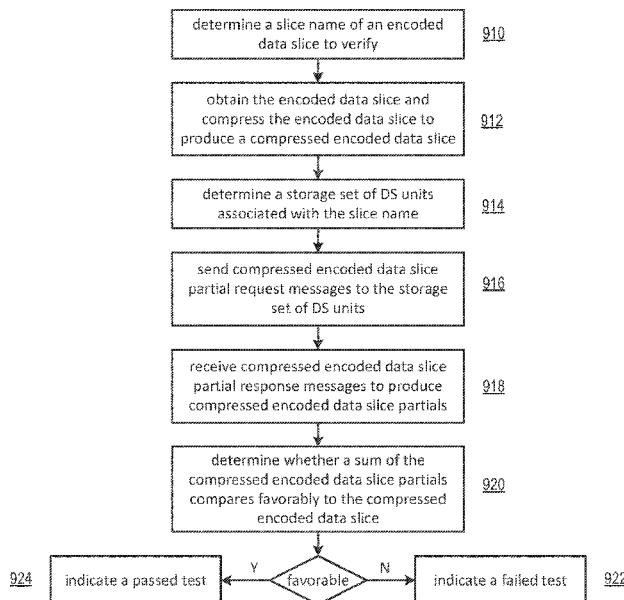 determine a slice name of an encoded
data slice to verify
910
obtain the encoded data slice and
compress the encoded data slice to
produce a compressed encoded data slice
912
determine a storage set of DS units
associated with the slice name
914
send compressed encoded data slice
partial request messages to the storage
set of DS units
916
receive compressed encoded data slice
partial response messages to produce
compressed encoded data slice partials
918
determine whether a sum of the
compressed encoded data slice partials
compares favorably to the compressed
encoded data slice
920
924
indicate a passed test
Y
favorable
N
indicate a failed test
922